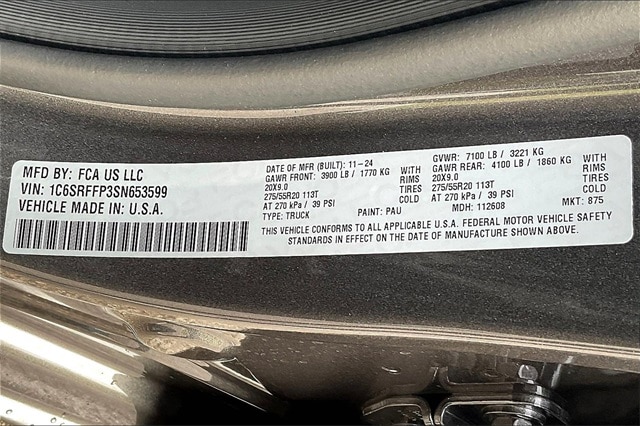 MFD BY: FCA US LLC
VIN: 1C6SRFFP3SN653599
VEHICLE MADE IN: U.S.A.
DATE OF MFR (BUILT): 11-24
GAWR FRONT: 3900 LB / 1770 KG
WITH
20X9.0
RIMS
275/55R20 113T
TIRES
AT 270 kPa / 39 PSI
COLD
TYPE: TRUCK
PAINT: PAU
GVWR: 7100 LB / 3221 KG
GAWR REAR: 4100 LB / 1860 KG
WITH
20X9.0
RIMS
275/55R20 113T
TIRES
AT 270 kPa / 39 PSI
COLD
MDH: 112608
MKT: 875
THIS VEHICLE CONFORMS TO ALL APPLICABLE U.S.A. FEDERAL MOTOR VEHICLE SAFETY
STANDARDS IN EFFECT ON THE DATE OF MANUFACTURE SHOWN ABOVE.